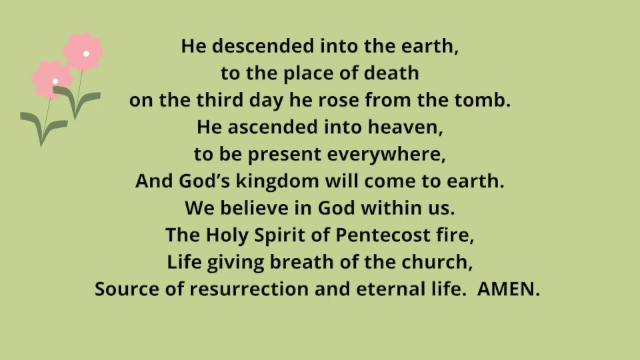 He descended into the earth,
to the place of death
on the third day he rose from the tomb.
He ascended into heaven,
to be present everywhere,
And God’s kingdom will come to earth.
We believe in God within us.
The Holy Spirit of Pentecost fire,
Life giving breath of the church,
Source of resurrection and eternal life.  AMEN.